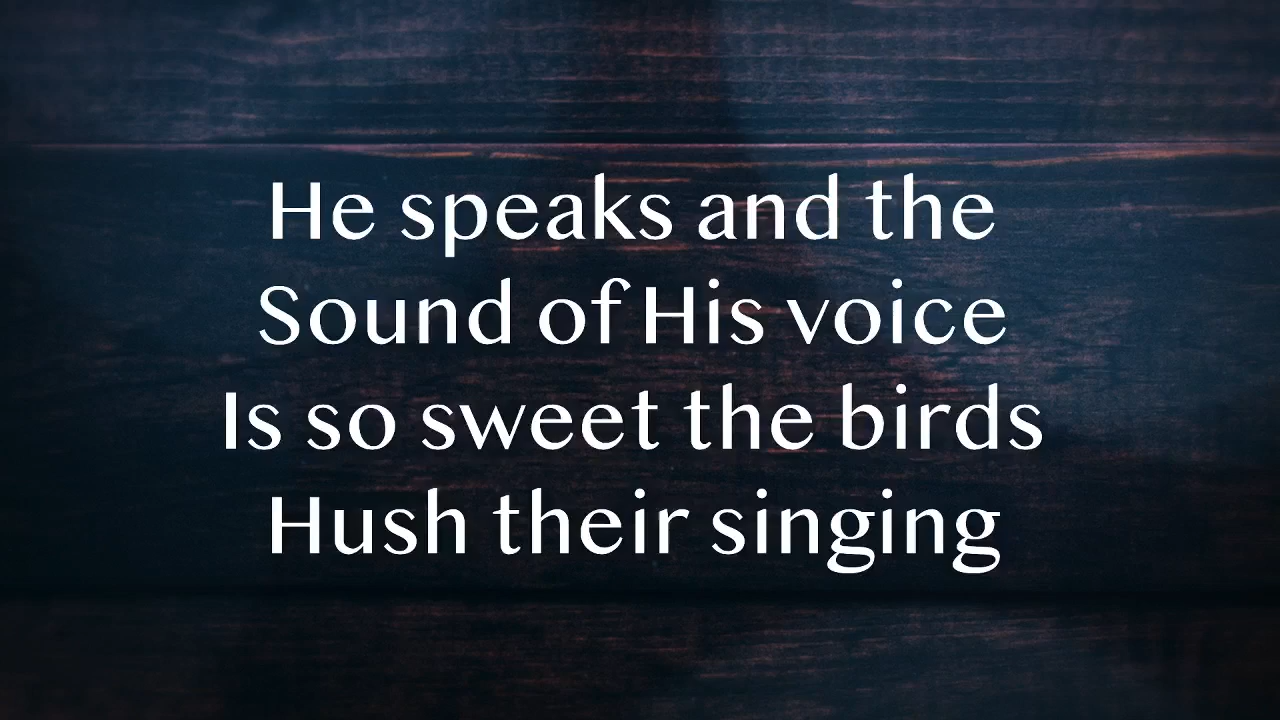 He speaks and the
Sound of His voice
Is so sweet the birds
Hush their singing